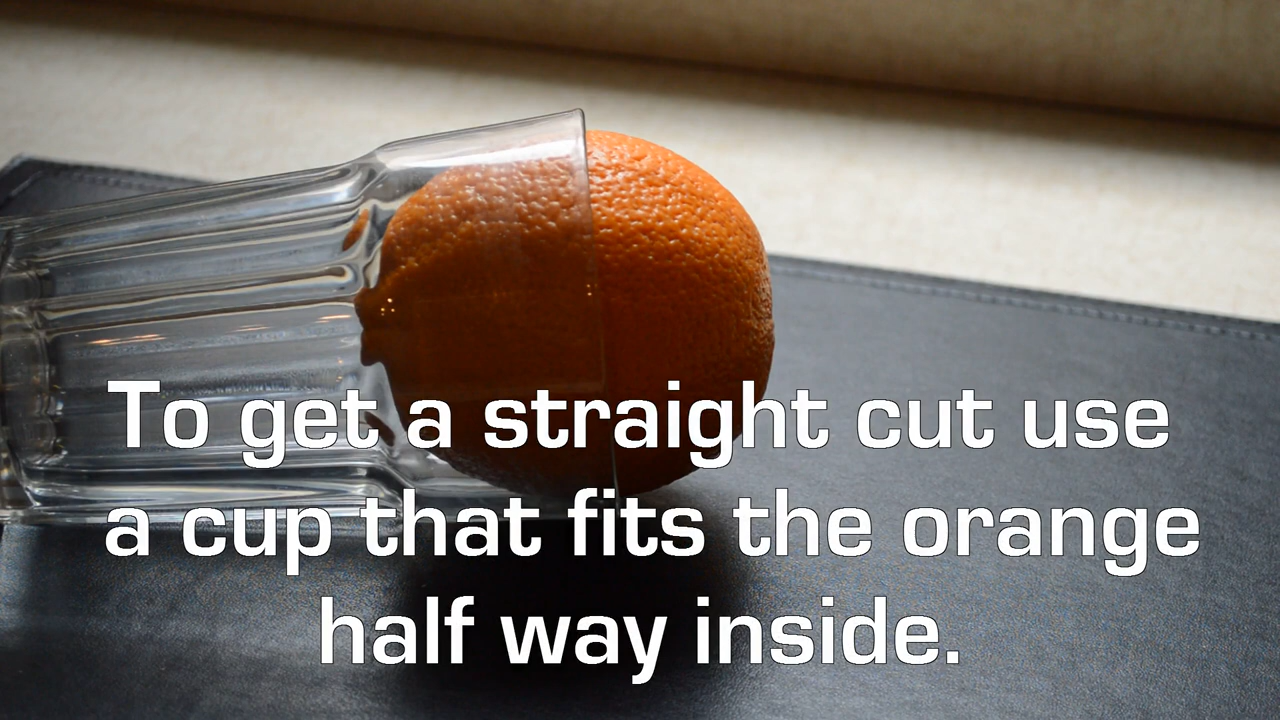 To get a straight cut use
a cup that fits the orange
half way inside.